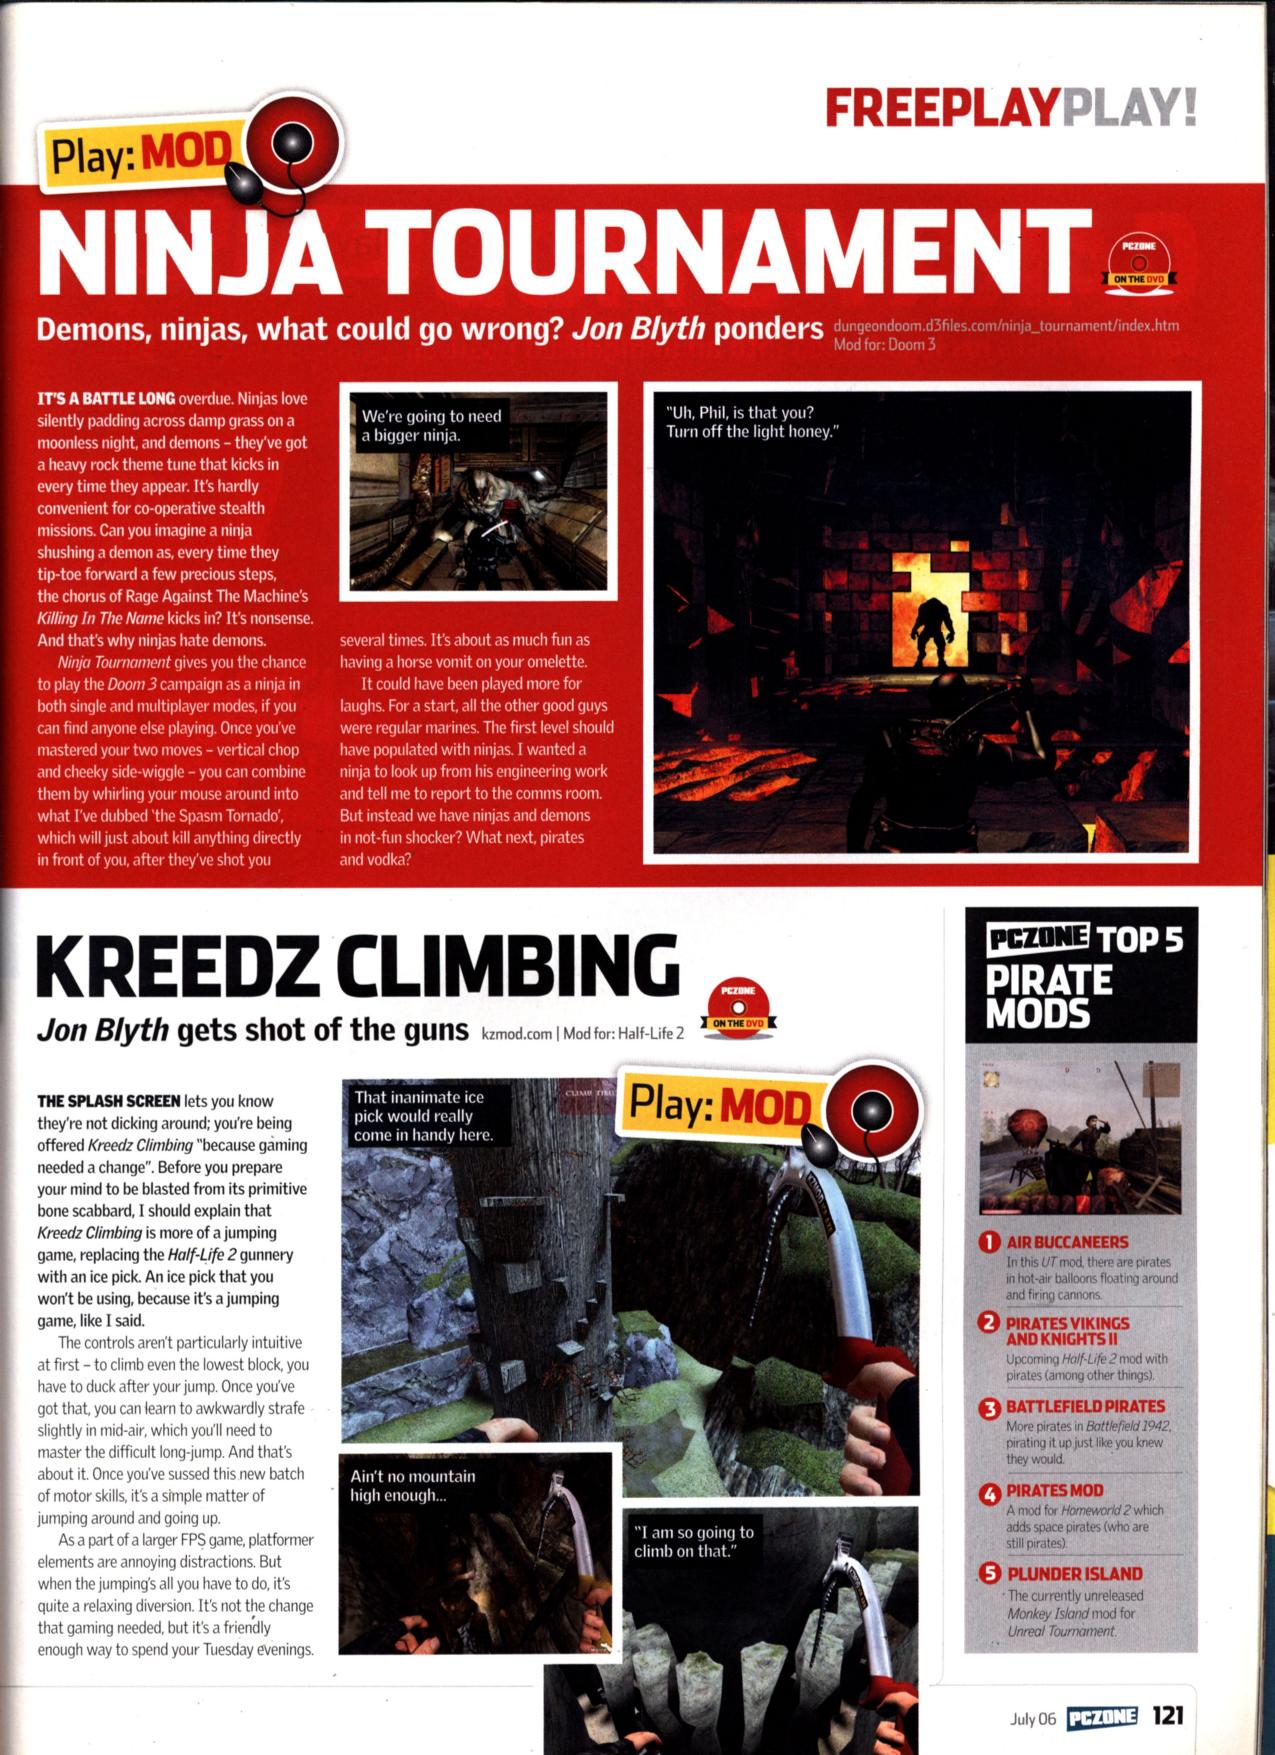 FREEPLAYPLAY!
Play: MOD
NINJA TOURNAMENT
PCZONE
ON THE DVD
Demons, ninjas, what could go wrong? Jon Blyth ponders
dungeondoom.d3files.com/ninja_tournament/index.htm
Mod for: Doom 3
IT'S A BATTLE LONG overdue. Ninjas love
silently padding across damp grass on a
moonless night, and demons – they've got
a heavy rock theme tune that kicks in
every time they appear. It's hardly
convenient for co-operative stealth
missions. Can you imagine a ninja
shushing a demon as, every time they
tip-toe forward a few precious steps,
the chorus of Rage Against The Machine's
Killing In The Name kicks in? It's nonsense.
And that's why ninjas hate demons.
Ninja Tournament gives you the chance
to play the Doom 3 campaign as a ninja in
both single and multiplayer modes, if you
can find anyone else playing. Once you've
mastered your two moves – vertical chop
and cheeky side-wiggle – you can combine
them by whirling your mouse around into
what I've dubbed 'the Spasm Tornado',
which will just about kill anything directly
in front of you, after they've shot you
We're going to need
a bigger ninja.
several times. It's about as much fun as
having a horse vomit on your omelette.
It could have been played more for
laughs. For a start, all the other good guys
were regular marines. The first level should
have populated with ninjas. I wanted a
ninja to look up from his engineering work
and tell me to report to the comms room.
But instead we have ninjas and demons
in not-fun shocker? What next, pirates
and vodka?
"Uh, Phil, is that you?
Turn off the light honey."
KREEDZ CLIMBING
PCZONE
ON THE DVD
Jon Blyth gets shot of the guns
kzmod.com | Mod for: Half-Life 2
THE SPLASH SCREEN lets you know
they're not dicking around; you're being
offered Kreedz Climbing "because gaming
needed a change". Before you prepare
your mind to be blasted from its primitive
bone scabbard, I should explain that
Kreedz Climbing is more of a jumping
game, replacing the Half-Life 2 gunnery
with an ice pick. An ice pick that you
won't be using, because it's a jumping
game, like I said.
The controls aren't particularly intuitive
at first – to climb even the lowest block, you
have to duck after your jump. Once you've
got that, you can learn to awkwardly strafe
slightly in mid-air, which you'll need to
master the difficult long-jump. And that's
about it. Once you've sussed this new batch
of motor skills, it's a simple matter of
jumping around and going up.
As a part of a larger FPS game, platformer
elements are annoying distractions. But
when the jumping's all you have to do, it's
quite a relaxing diversion. It's not the change
that gaming needed, but it's a friendly
enough way to spend your Tuesday evenings.
That inanimate ice
pick would really
come in handy here.
CLIMB TIME
Play: MOD
Ain't no mountain
high enough...
"I am so going to
climb on that."
PCZONE TOP 5
PIRATE
MODS
1 AIR BUCCANEERS
In this UT mod, there are pirates
in hot-air balloons floating around
and firing cannons.
2 PIRATES VIKINGS
AND KNIGHTS II
Upcoming Half-Life 2 mod with
pirates (among other things).
3 BATTLEFIELD PIRATES
More pirates in Battlefield 1942,
pirating it up just like you knew
they would.
4 PIRATES MOD
A mod for Homeworld 2 which
adds space pirates (who are
still pirates).
5 PLUNDER ISLAND
The currently unreleased
Monkey Island mod for
Unreal Tournament.
July 06 PCZONE 121